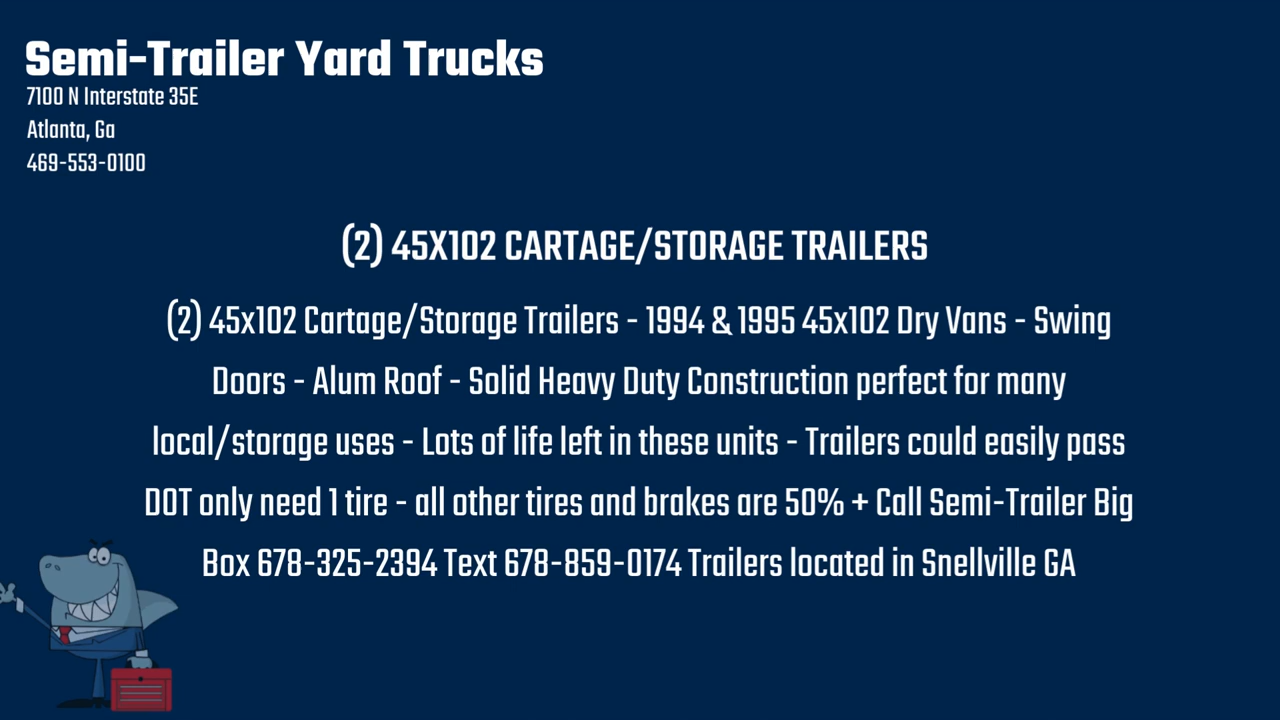 Semi-Trailer Yard Trucks
7100 N Interstate 35E
Atlanta, Ga
469-553-0100
(2) 45X102 CARTAGE/STORAGE TRAILERS
(2) 45x102 Cartage/Storage Trailers - 1994 & 1995 45x102 Dry Vans - Swing
Doors - Alum Roof - Solid Heavy Duty Construction perfect for many
local/storage uses - Lots of life left in these units - Trailers could easily pass
DOT only need 1 tire - all other tires and brakes are 50% + Call Semi-Trailer Big
Box 678-325-2394 Text 678-859-0174 Trailers located in Snellville GA